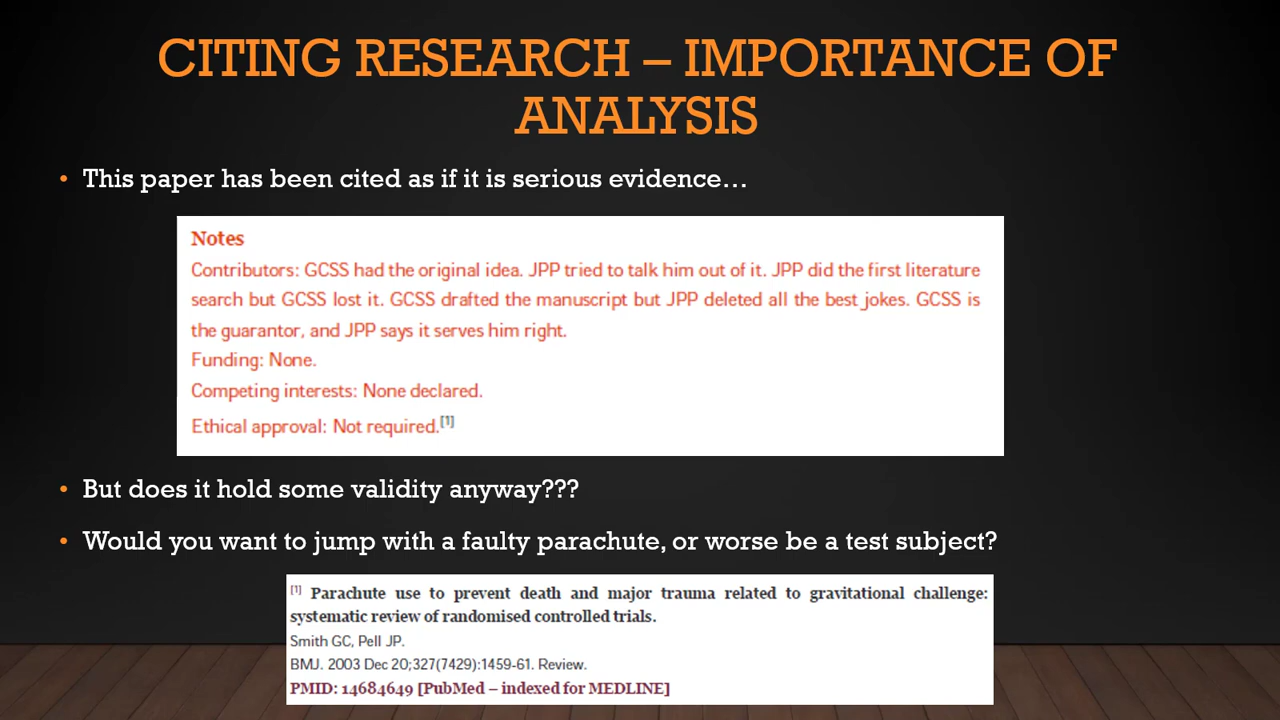 CITING RESEARCH – IMPORTANCE OF
ANALYSIS
• This paper has been cited as if it is serious evidence…
Notes
Contributors: GCSS had the original idea. JPP tried to talk him out of it. JPP did the first literature
search but GCSS lost it. GCSS drafted the manuscript but JPP deleted all the best jokes. GCSS is
the guarantor, and JPP says it serves him right.
Funding: None.
Competing interests: None declared.
Ethical approval: Not required.[1]
• But does it hold some validity anyway???
• Would you want to jump with a faulty parachute, or worse be a test subject?
[1] Parachute use to prevent death and major trauma related to gravitational challenge:
systematic review of randomised controlled trials.
Smith GC, Pell JP.
BMJ. 2003 Dec 20;327(7429):1459-61. Review.
PMID: 14684649 [PubMed – indexed for MEDLINE]